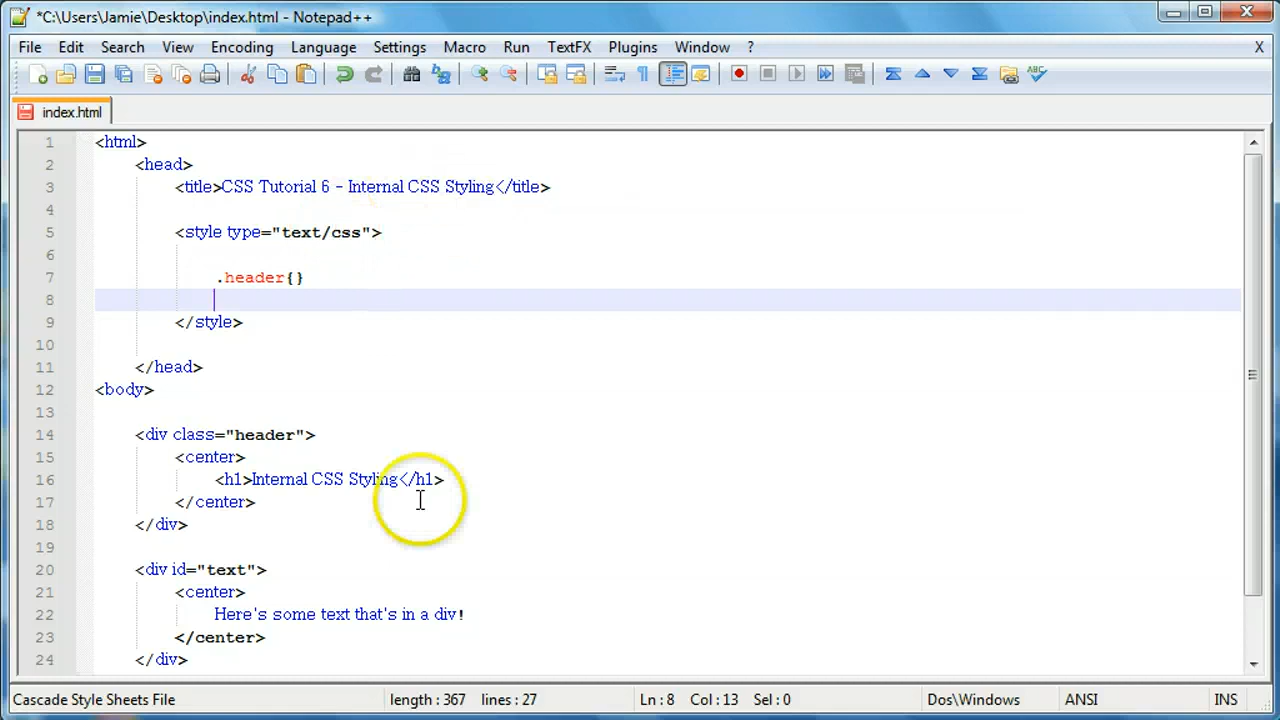 *C:\Users\Jamie\Desktop\index.html - Notepad++
File Edit Search View Encoding Language Settings Macro Run TextFX Plugins Window ? X
ABC
index.html
1 <html>
2 <head>
3 <title>CSS Tutorial 6 - Internal CSS Styling</title>
4
5 <style type="text/css">
6
7 .header{}
8
9 </style>
10
11 </head>
12 <body>
13
14 <div class="header">
15 <center>
16 <h1>Internal CSS Styling</h1>
17 </center>
18 </div>
19
20 <div id="text">
21 <center>
22 Here's some text that's in a div!
23 </center>
24 </div>
Cascade Style Sheets File length : 367 lines : 27 Ln : 8 Col : 13 Sel : 0 Dos\Windows ANSI INS